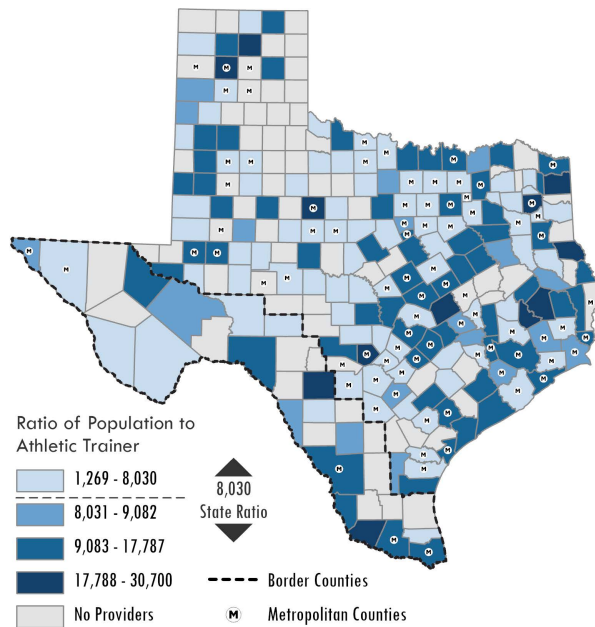 Ratio of Population to
Athletic Trainer
1,269 - 8,030
8,031 - 9,082
9,083 - 17,787
17,788 - 30,700
No Providers
8,030
State Ratio
Border Counties
M Metropolitan Counties